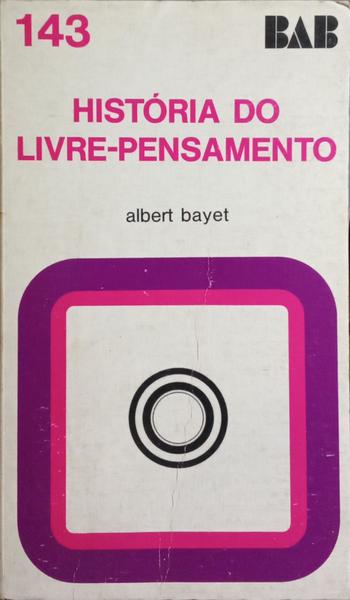 143 BAB
HISTÓRIA DO
LIVRE-PENSAMENTO
albert bayet